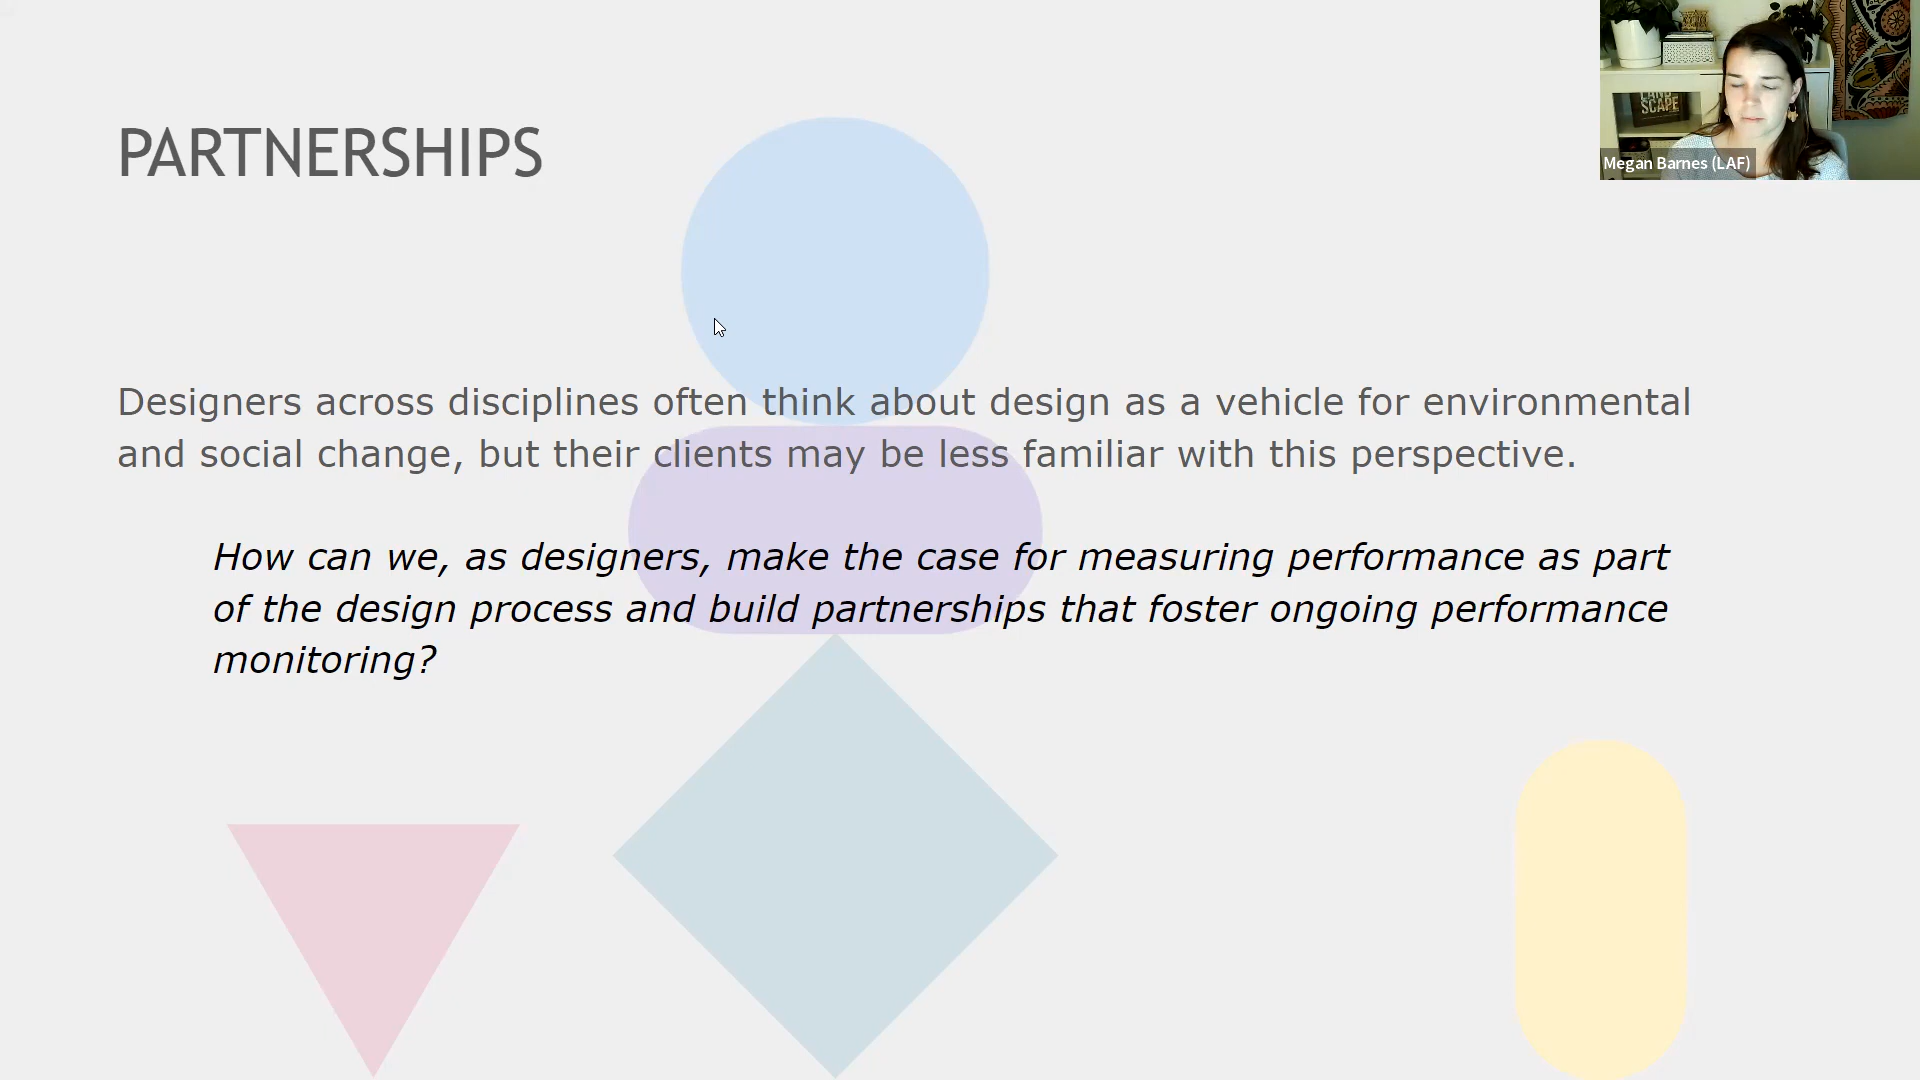 PARTNERSHIPS
Designers across disciplines often think about design as a vehicle for environmental
and social change, but their clients may be less familiar with this perspective.
How can we, as designers, make the case for measuring performance as part
of the design process and build partnerships that foster ongoing performance
monitoring?
LAND
SCAPE
Megan Barnes (LAF)